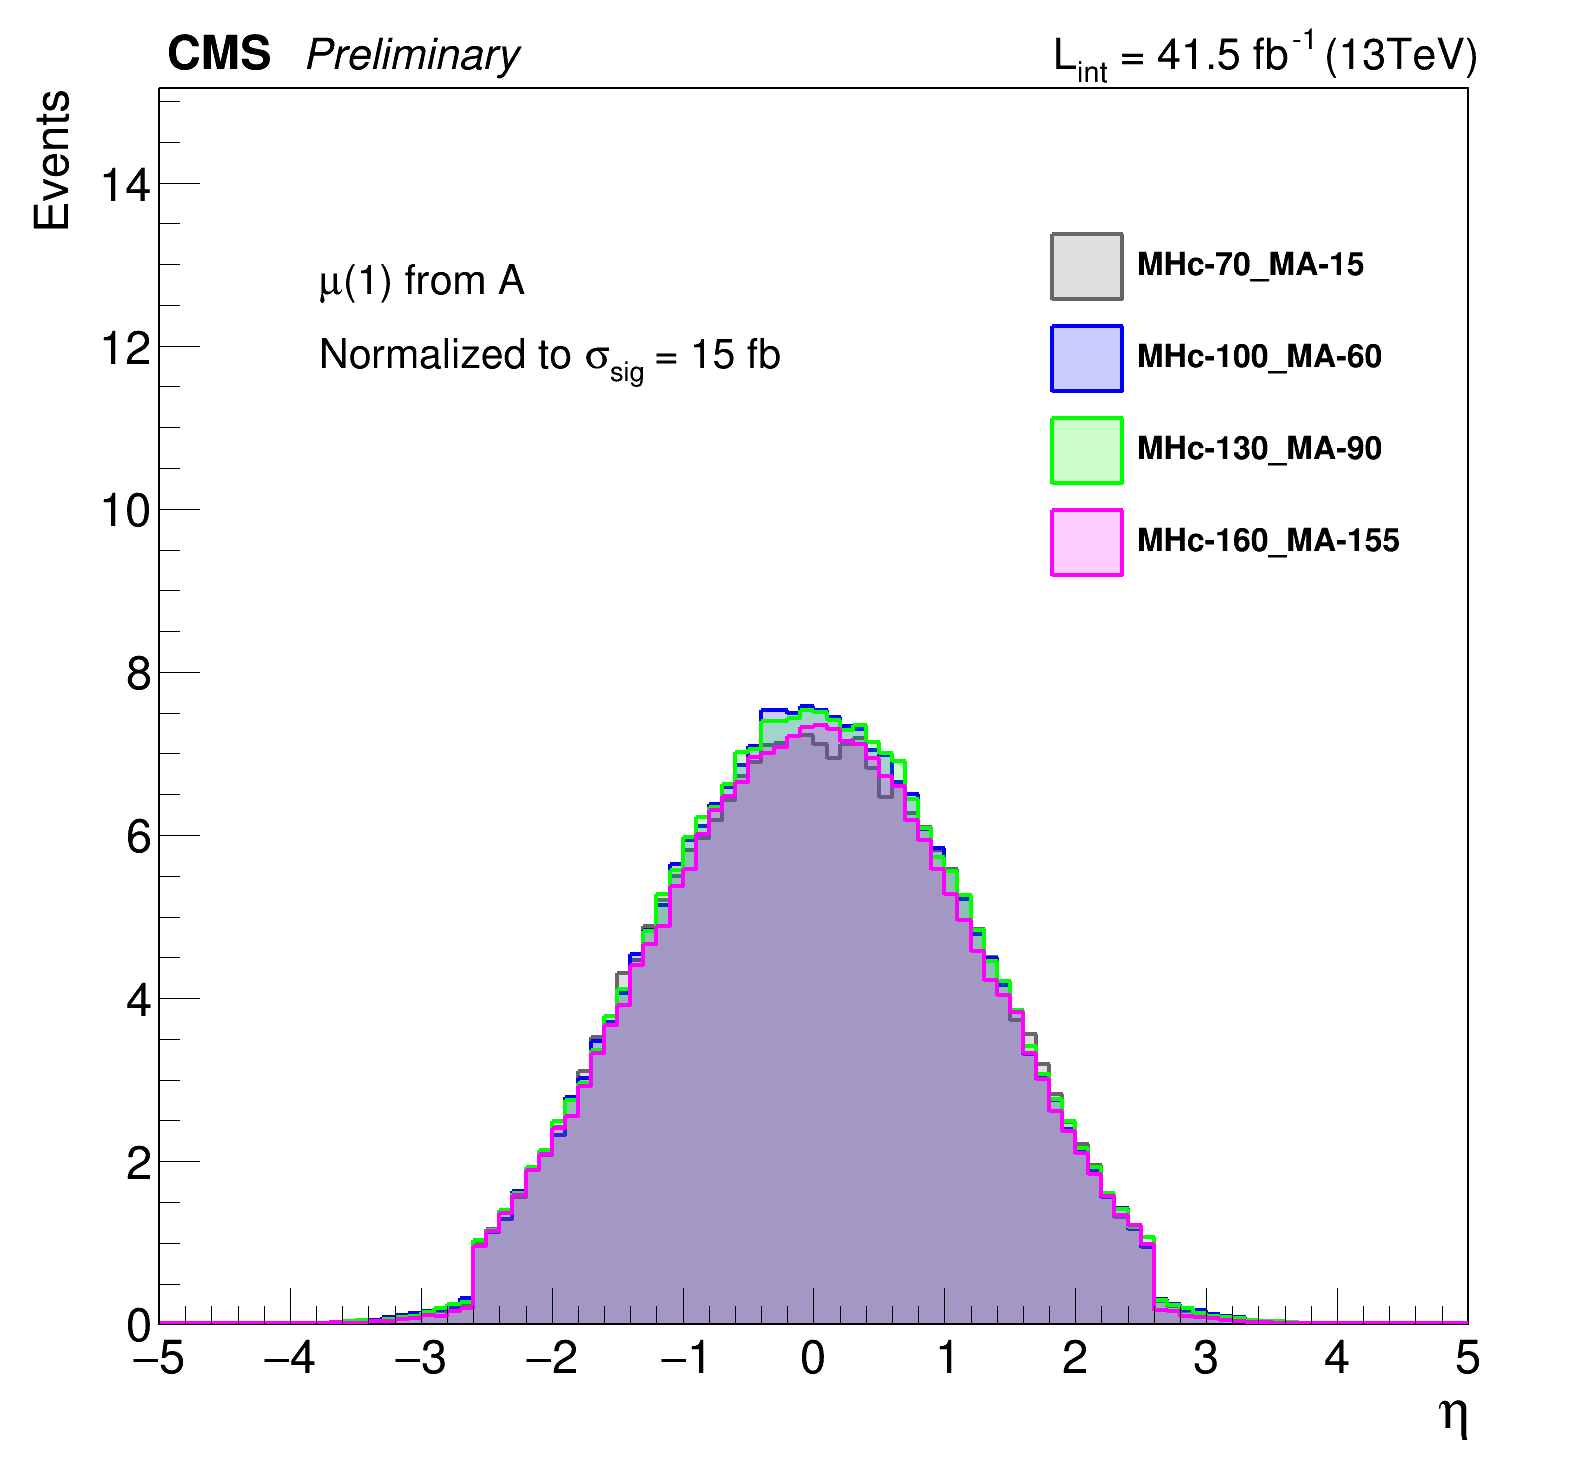 CMS Preliminary
L_int = 41.5 fb^-1 (13TeV)
Events
14
12
10
8
6
4
2
0
μ(1) from A
Normalized to σ_sig = 15 fb
MHc-70_MA-15
MHc-100_MA-60
MHc-130_MA-90
MHc-160_MA-155
−5 −4 −3 −2 −1 0 1 2 3 4 5
η